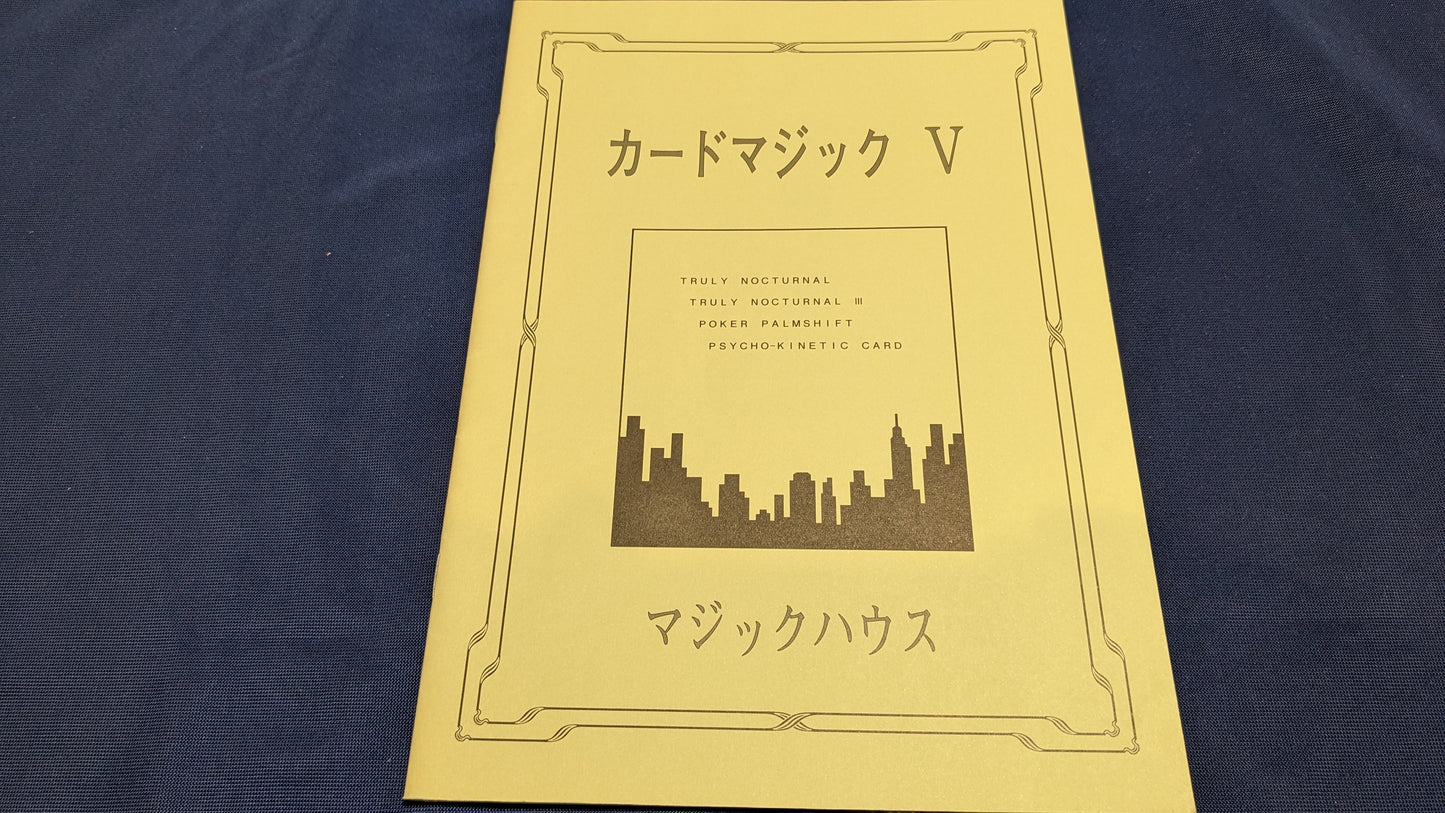 カードマジック V
TRULY NOCTURNAL
TRULY NOCTURNAL III
POKER PALMSHIFT
PSYCHO-KINETIC CARD
マジックハウス